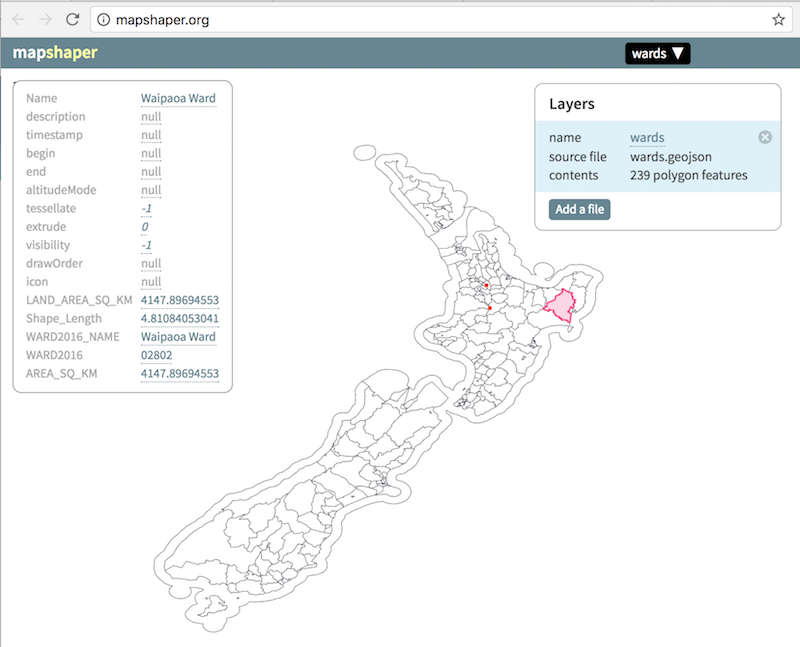 mapshaper.org
mapshaper
wards ▼
Name Waipaoa Ward
description null
timestamp null
begin null
end null
altitudeMode null
tessellate -1
extrude 0
visibility -1
drawOrder null
icon null
LAND_AREA_SQ_KM 4147.89694553
Shape_Length 4.81084053041
WARD2016_NAME Waipaoa Ward
WARD2016 02802
AREA_SQ_KM 4147.89694553
Layers
name wards
source file wards.geojson
contents 239 polygon features
Add a file